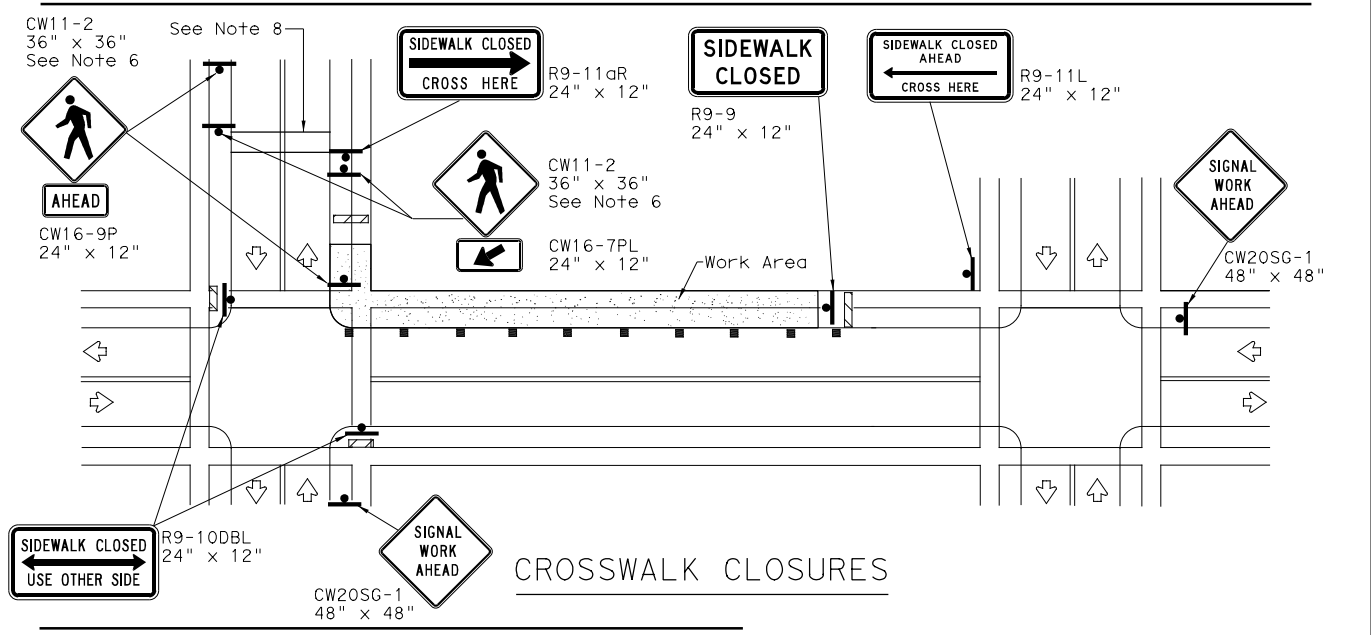 CW11-2
36" x 36"
See Note 6
See Note 8
SIDEWALK CLOSED
CROSS HERE
R9-11aR
24" x 12"
SIDEWALK
CLOSED
R9-9
24" x 12"
SIDEWALK CLOSED
AHEAD
CROSS HERE
R9-11L
24" x 12"
AHEAD
CW16-9P
24" x 12"
CW11-2
36" x 36"
See Note 6
CW16-7PL
24" x 12"
Work Area
SIGNAL
WORK
AHEAD
CW20SG-1
48" x 48"
SIDEWALK CLOSED
USE OTHER SIDE
R9-10DBL
24" x 12"
SIGNAL
WORK
AHEAD
CW20SG-1
48" x 48"
CROSSWALK CLOSURES